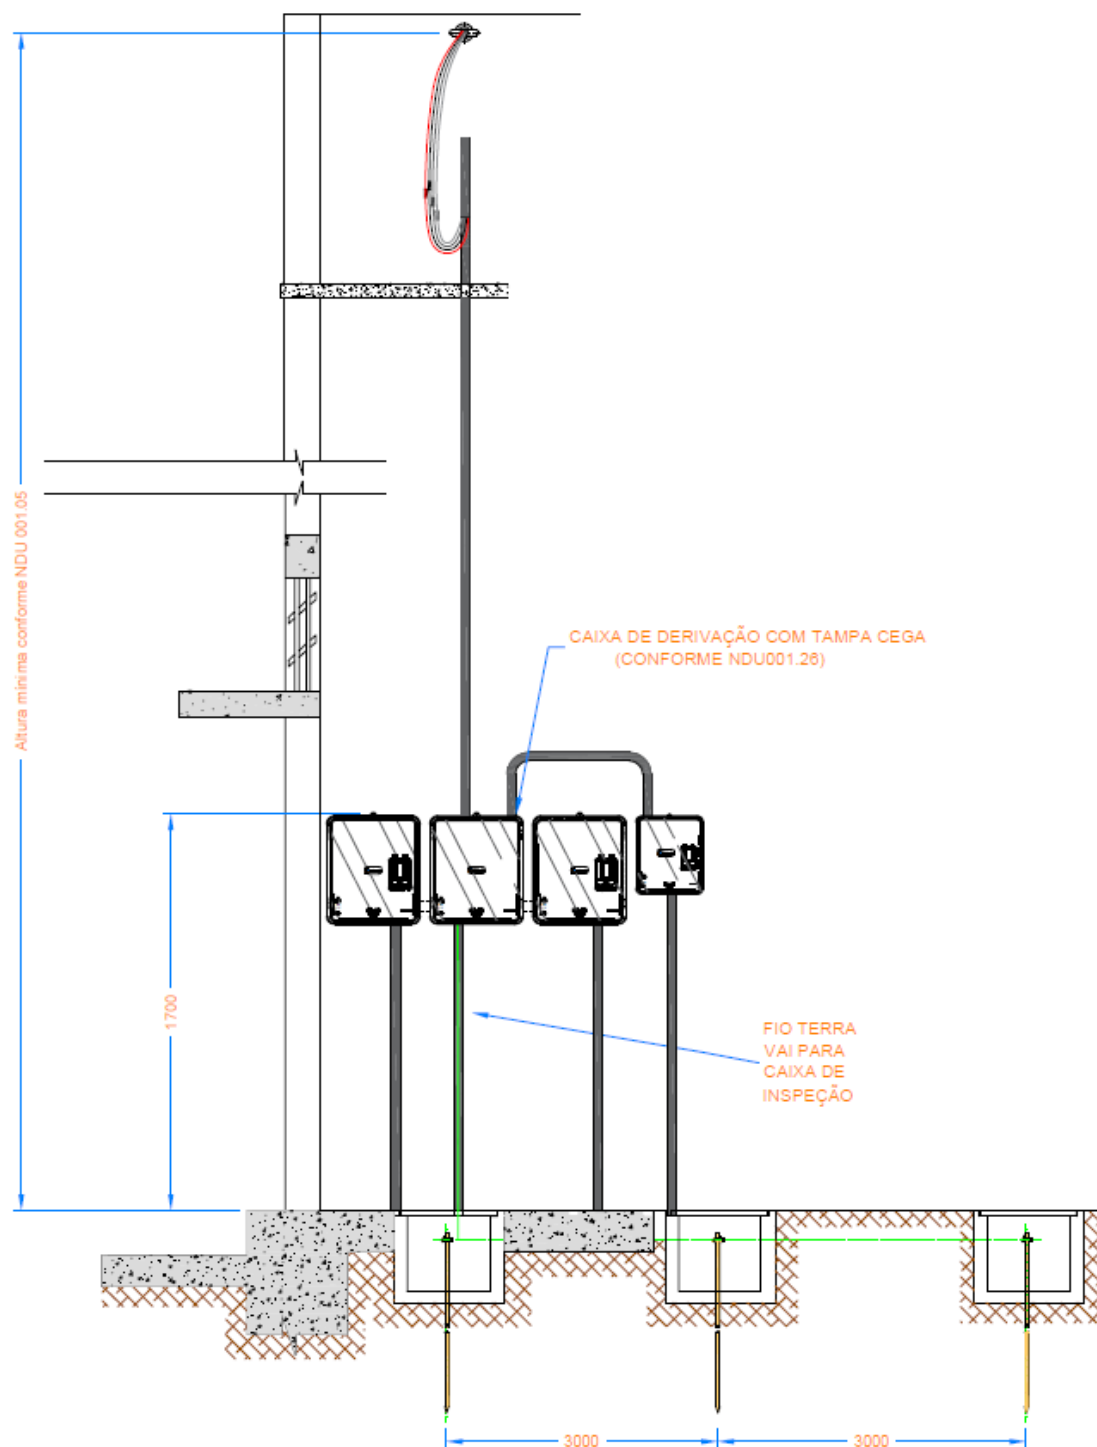 Altura mínima conforme NDU 001.05
CAIXA DE DERIVAÇÃO COM TAMPA CEGA
(CONFORME NDU001.26)
1700
FIO TERRA
VAI PARA
CAIXA DE
INSPEÇÃO
3000
3000